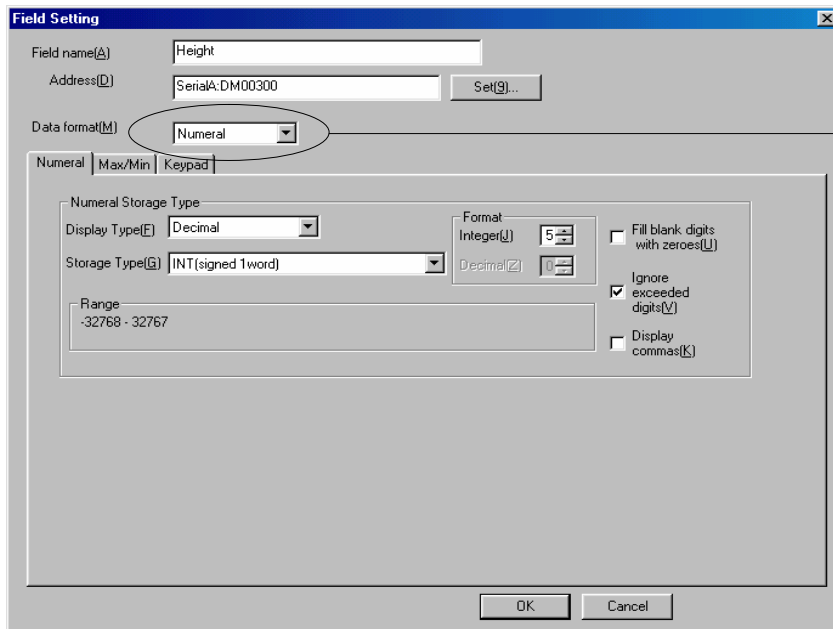 Field Setting
Field name(A) Height
Address(D) SerialA:DM00300 Set(9)...
Data format(M) Numeral
Numeral Max/Min Keypad
Numeral Storage Type
Display Type(F) Decimal
Storage Type(G) INT(signed 1word)
Format
Integer(J) 5
Decimal(Z) 0
Range
-32768 - 32767
Fill blank digits
with zeroes(U)
Ignore
exceeded
digits(V)
Display
commas(K)
OK Cancel